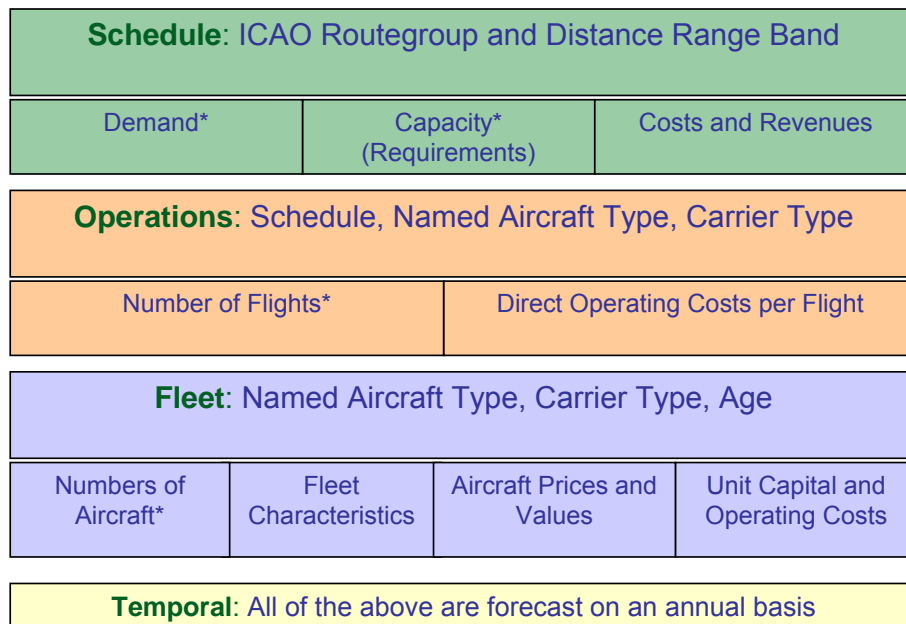 Schedule: ICAO Routegroup and Distance Range Band
Demand*
Capacity*
(Requirements)
Costs and Revenues
Operations: Schedule, Named Aircraft Type, Carrier Type
Number of Flights*
Direct Operating Costs per Flight
Fleet: Named Aircraft Type, Carrier Type, Age
Numbers of
Aircraft*
Fleet
Characteristics
Aircraft Prices and
Values
Unit Capital and
Operating Costs
Temporal: All of the above are forecast on an annual basis